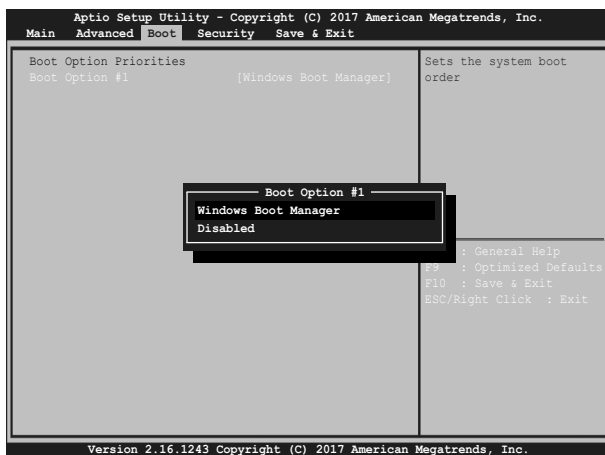 Aptio Setup Utility - Copyright (C) 2017 American Megatrends, Inc.
Main Advanced Boot Security Save & Exit
Boot Option Priorities
Boot Option #1 [Windows Boot Manager]
Sets the system boot
order
Boot Option #1
Windows Boot Manager
Disabled
: General Help
F9 : Optimized Defaults
F10 : Save & Exit
ESC/Right Click : Exit
Version 2.16.1243 Copyright (C) 2017 American Megatrends, Inc.